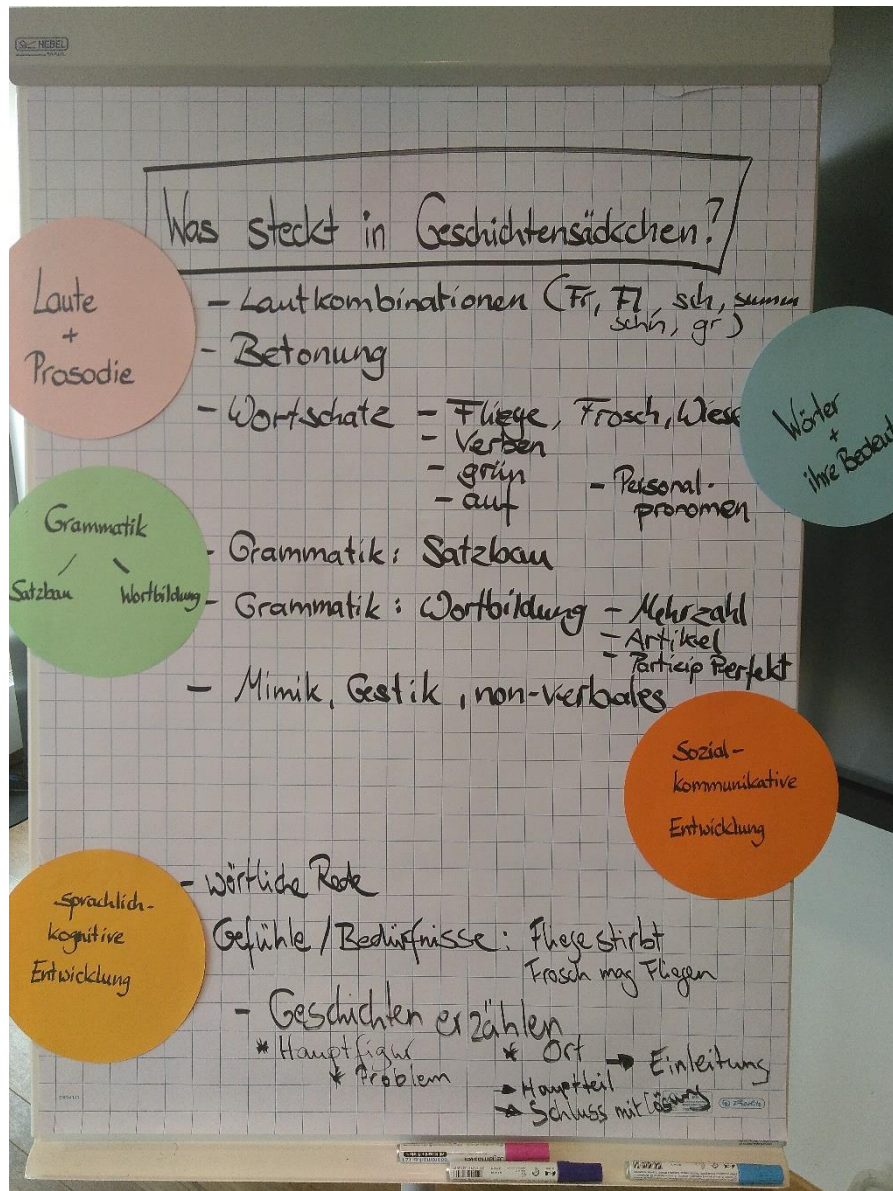 NEBEL
Was steckt in Geschichtensäckchen?
Laute
+
Prosodie
- Lautkombinationen (Fr, Fl, sch, summ
schn, gr)
- Betonung
- Wortschatz - Fliege, Frosch, Wiese
- Verben
- grün
- auf
- Personal-
pronomen
Wörter
+
ihre Bedeut
Grammatik
Satzbau Wortbildung
- Grammatik: Satzbau
- Grammatik: Wortbildung - Mehrzahl
- Artikel
- Particip Perfekt
- Mimik, Gestik, non-verbales
Sozial-
kommunikative
Entwicklung
sprachlich-
kognitive
Entwicklung
- wörtliche Rede
Gefühle / Bedürfnisse: Fliege stirbt
Frosch mag Fliegen
- Geschichten erzählen
* Hauptfigur
* Problem
* Ort → Einleitung
→ Hauptteil
→ Schluss mit Lösung